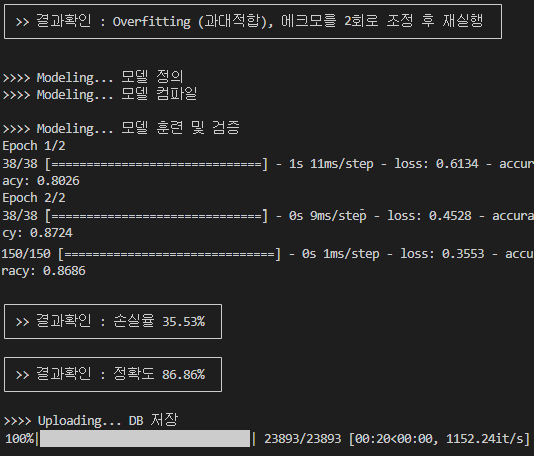 >> 결과확인 : Overfitting (과대적합), 에크모를 2회로 조정 후 재실행
>>>> Modeling... 모델 정의
>>>> Modeling... 모델 컴파일
>>>> Modeling... 모델 훈련 및 검증
Epoch 1/2
38/38 [==============================] - 1s 11ms/step - loss: 0.6134 - accur
acy: 0.8026
Epoch 2/2
38/38 [==============================] - 0s 9ms/step - loss: 0.4528 - accura
cy: 0.8724
150/150 [==============================] - 0s 1ms/step - loss: 0.3553 - accu
racy: 0.8686
>> 결과확인 : 손실율 35.53%
>> 결과확인 : 정확도 86.86%
>>>> Uploading... DB 저장
100%|██████████████████████████████| 23893/23893 [00:20<00:00, 1152.24it/s]